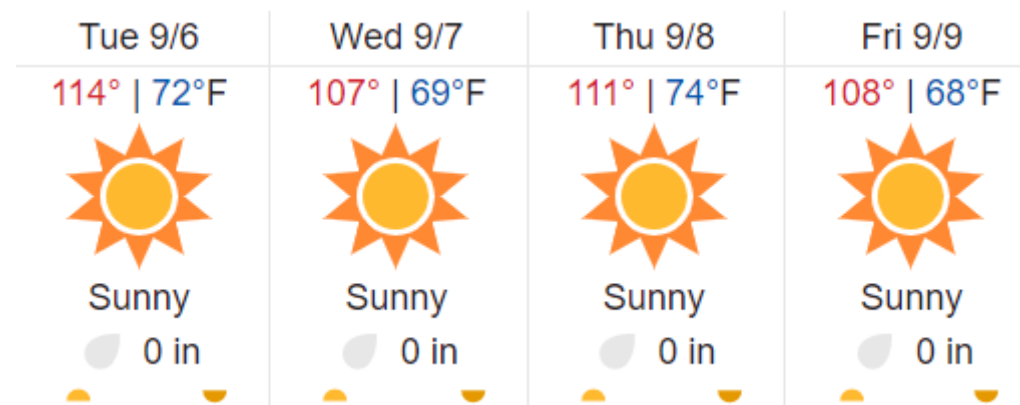 Tue 9/6
114° | 72°F
Sunny
0 in
Wed 9/7
107° | 69°F
Sunny
0 in
Thu 9/8
111° | 74°F
Sunny
0 in
Fri 9/9
108° | 68°F
Sunny
0 in